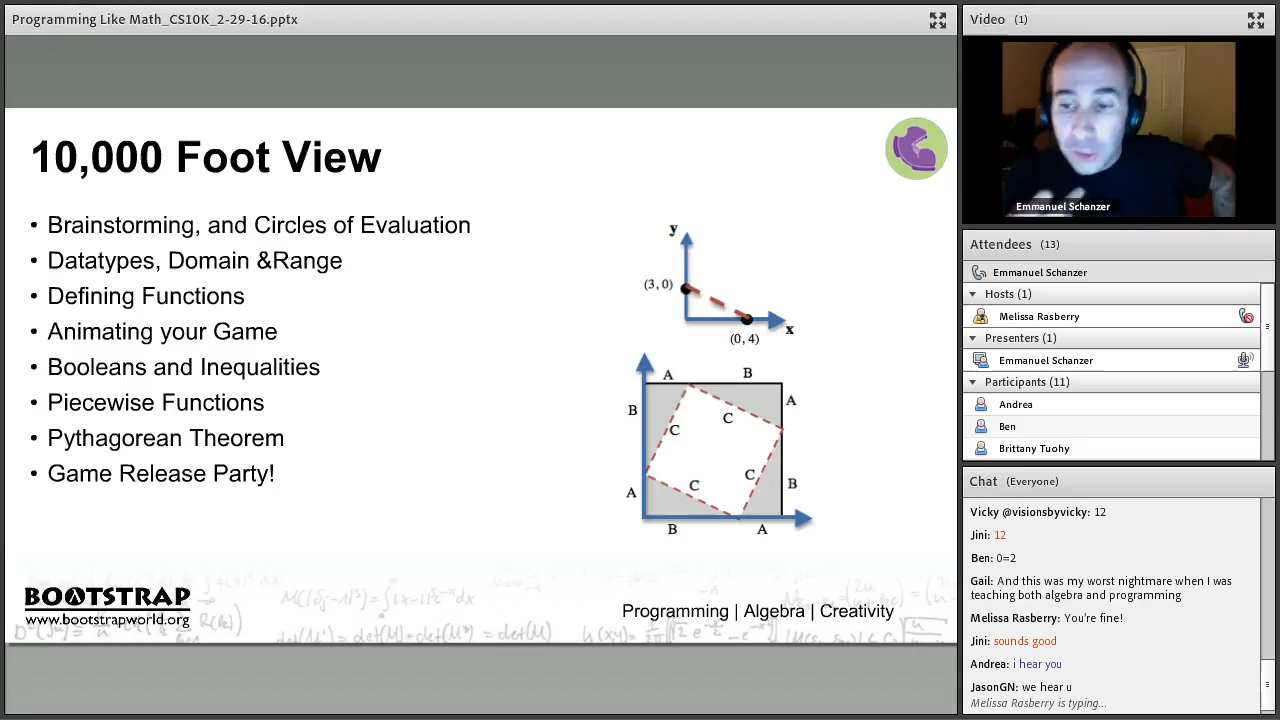 Programming Like Math_CS10K_2-29-16.pptx
10,000 Foot View
• Brainstorming, and Circles of Evaluation
• Datatypes, Domain &Range
• Defining Functions
• Animating your Game
• Booleans and Inequalities
• Piecewise Functions
• Pythagorean Theorem
• Game Release Party!
y
(3, 0)
(0, 4)
x
A B
B A
C C
C C
A B
B A
BOOTSTRAP
www.bootstrapworld.org
Programming | Algebra | Creativity
Video (1)
Emmanuel Schanzer
Attendees (13)
Emmanuel Schanzer
Hosts (1)
Melissa Rasberry
Presenters (1)
Emmanuel Schanzer
Participants (11)
Andrea
Ben
Brittany Tuohy
Chat (Everyone)
Vicky @visionsbyvicky: 12
Jini: 12
Ben: 0=2
Gail: And this was my worst nightmare when I was
teaching both algebra and programming
Melissa Rasberry: You're fine!
Jini: sounds good
Andrea: i hear you
JasonGN: we hear u
Melissa Rasberry is typing...